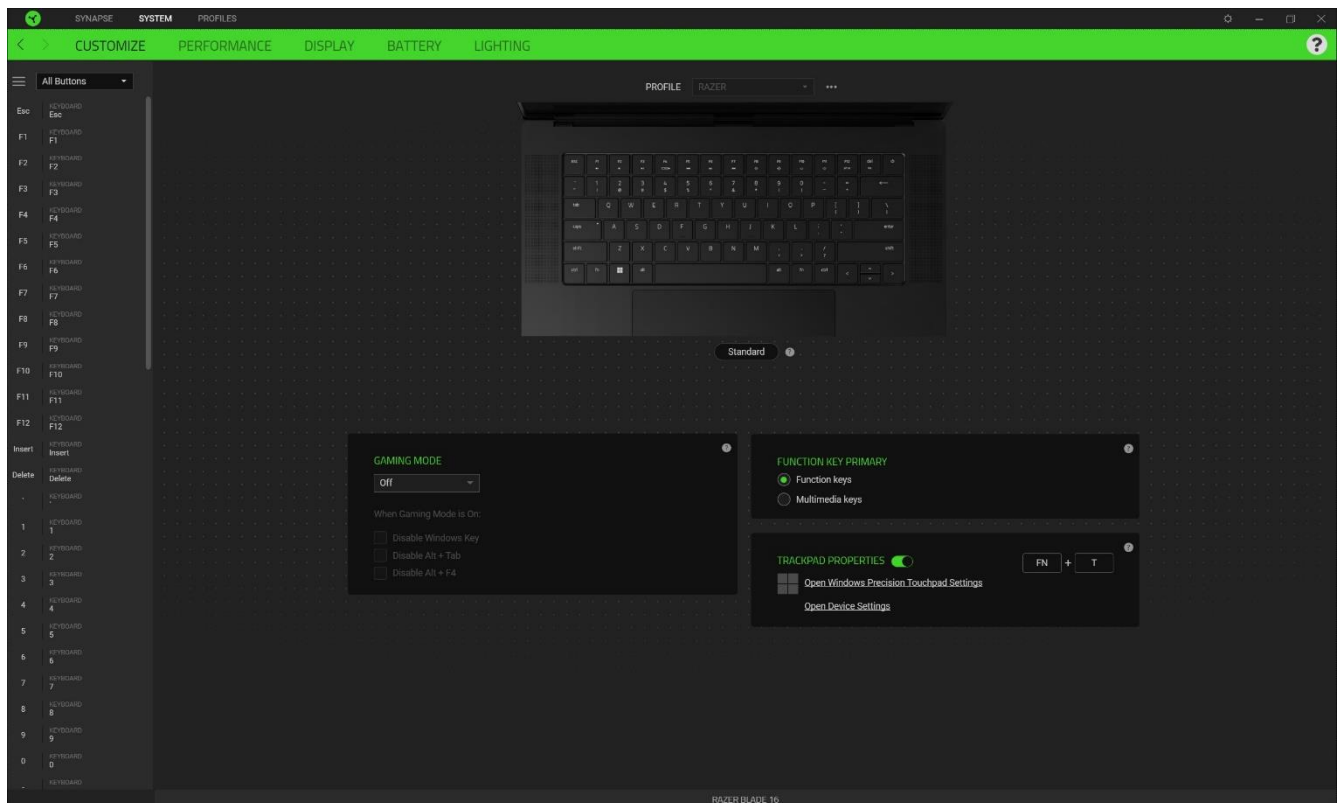 SYNAPSE SYSTEM PROFILES
CUSTOMIZE PERFORMANCE DISPLAY BATTERY LIGHTING ?
All Buttons
PROFILE RAZER
Esc KEYBOARD
Esc
F1 KEYBOARD
F1
F2 KEYBOARD
F2
F3 KEYBOARD
F3
F4 KEYBOARD
F4
F5 KEYBOARD
F5
F6 KEYBOARD
F6
F7 KEYBOARD
F7
F8 KEYBOARD
F8
F9 KEYBOARD
F9
F10 KEYBOARD
F10
F11 KEYBOARD
F11
F12 KEYBOARD
F12
Insert KEYBOARD
Insert
Delete KEYBOARD
Delete
KEYBOARD
1 KEYBOARD
1
2 KEYBOARD
2
3 KEYBOARD
3
4 KEYBOARD
4
5 KEYBOARD
5
6 KEYBOARD
6
7 KEYBOARD
7
8 KEYBOARD
8
9 KEYBOARD
9
0 KEYBOARD
0
- KEYBOARD
Q W E R T Y U I O P
A S D F G H J K L
Z X C V B N M
Standard ?
GAMING MODE
Off
When Gaming Mode is On:
Disable Windows Key
Disable Alt + Tab
Disable Alt + F4
FUNCTION KEY PRIMARY
Function keys
Multimedia keys
TRACKPAD PROPERTIES FN + T
Open Windows Precision Touchpad Settings
Open Device Settings
RAZER BLADE 16